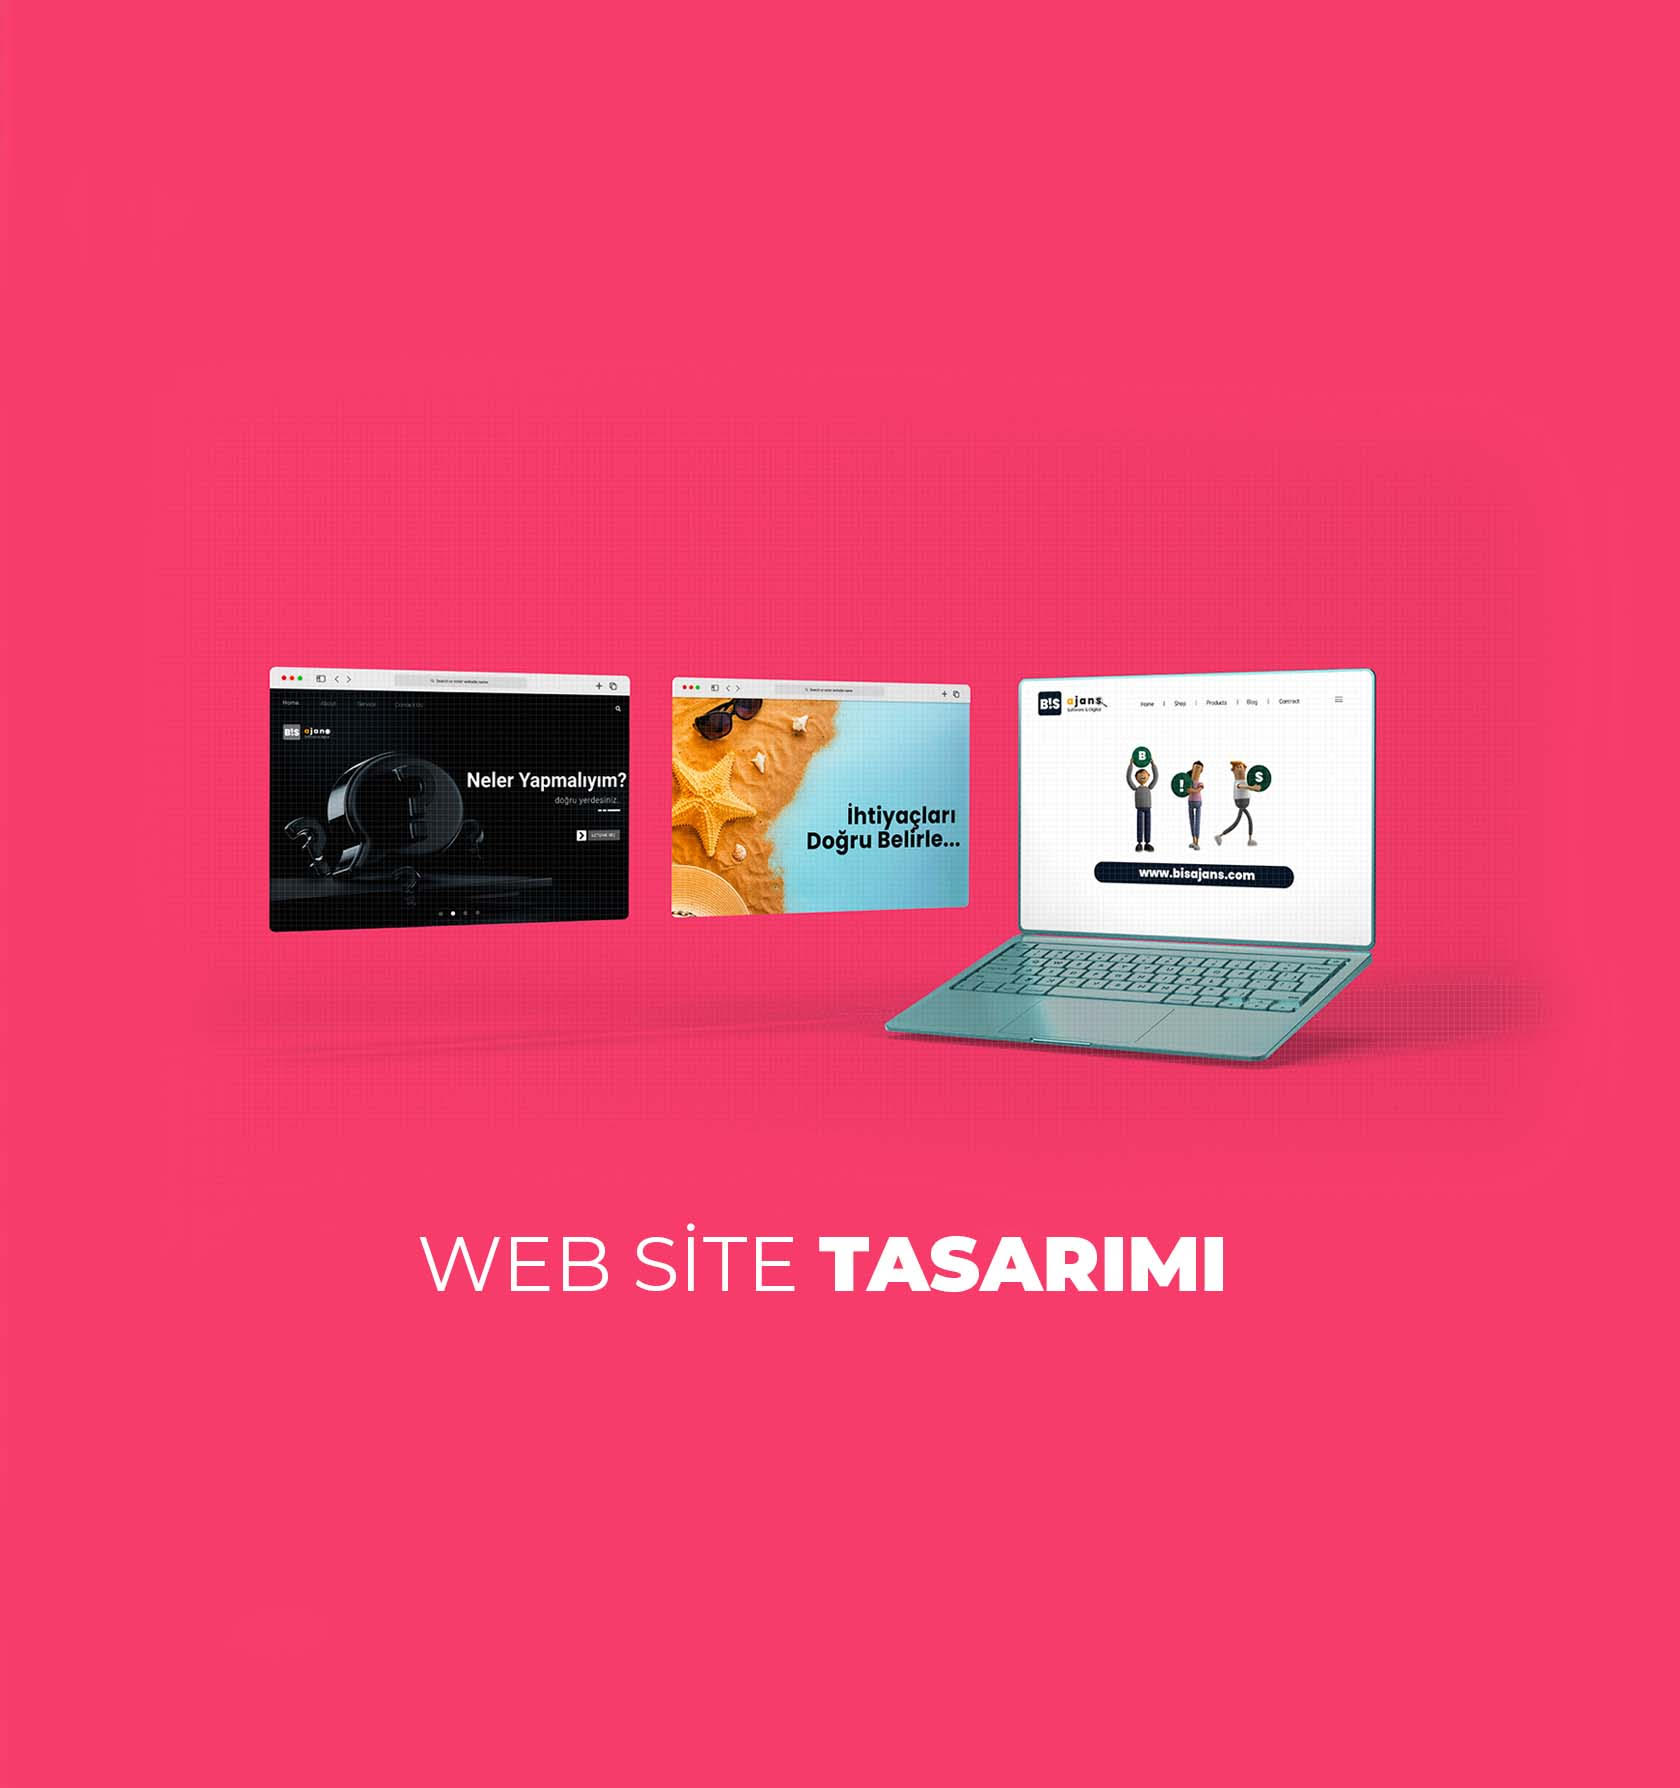 Search or enter website name
Home About Service Contact Us
B!S ajans
Neler Yapmalıyım?
doğru yerdesiniz.
Search or enter website name
İhtiyaçları
Doğru Belirle...
B!S ajans
Software & Digital
Home | Shop | Products | Blog | Contract
B
!
S
www.bisajans.com
WEB SİTE TASARIMI